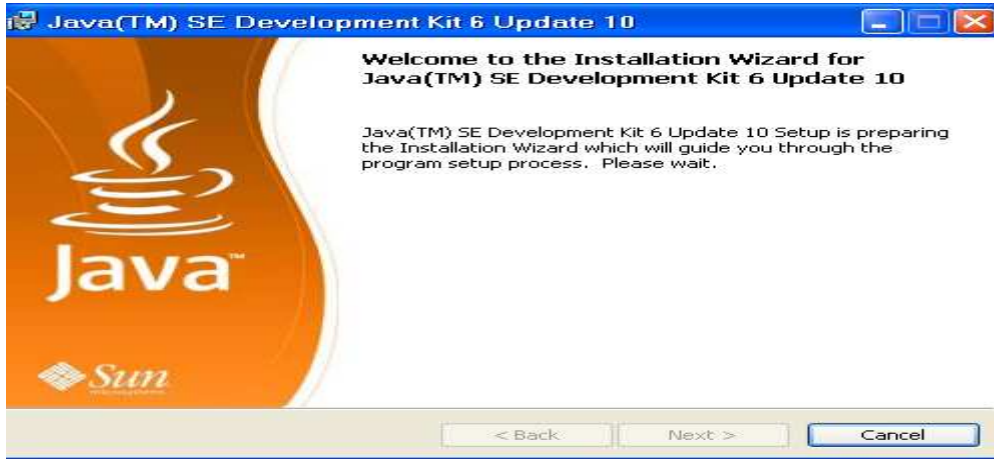 Java(TM) SE Development Kit 6 Update 10
Welcome to the Installation Wizard for
Java(TM) SE Development Kit 6 Update 10
Java(TM) SE Development Kit 6 Update 10 Setup is preparing
the Installation Wizard which will guide you through the
program setup process. Please wait.
Java™
Sun
microsystems
< Back
Next >
Cancel